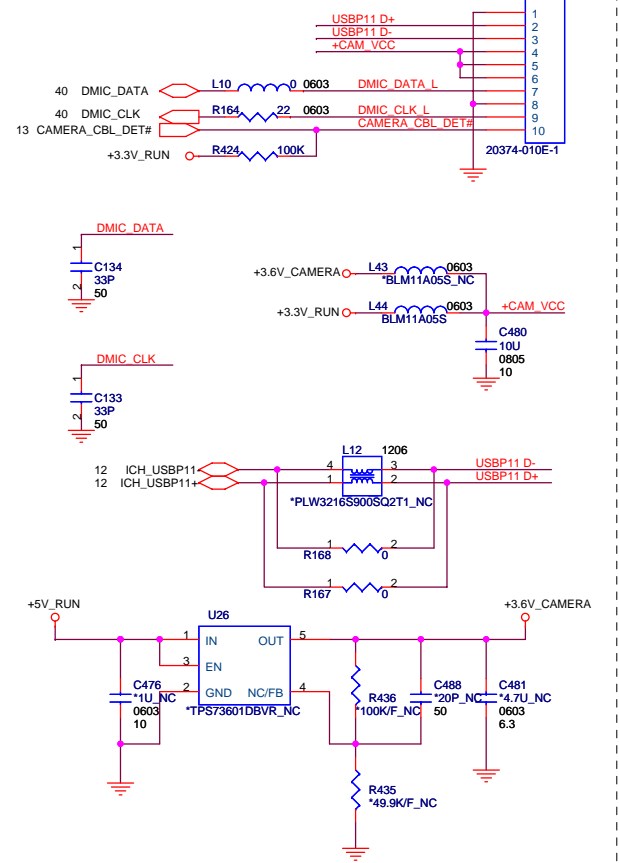 1
USBP11 D+ 2
USBP11 D- 3
+CAM_VCC 4
5
6
40 DMIC_DATA L10 0 0603 DMIC_DATA_L 7
8
40 DMIC_CLK R164 22 0603 DMIC_CLK_L 9
13 CAMERA_CBL_DET# CAMERA_CBL_DET# 10
+3.3V_RUN R424 100K 20374-010E-1
DMIC_DATA
1
C134
33P
2 50
+3.6V_CAMERA L43 0603
*BLM11A05S_NC
+3.3V_RUN L44 0603 +CAM_VCC
BLM11A05S
C480
10U
0805
10
DMIC_CLK
1
C133
33P
2 50
L12 1206
12 ICH_USBP11- 4 3 USBP11 D-
12 ICH_USBP11+ 1 2 USBP11 D+
*PLW3216S900SQ2T1_NC
1 2
R168 0
1 2
R167 0
+5V_RUN +3.6V_CAMERA
U26
1 IN OUT 5
3 EN
2 GND NC/FB 4
*TPS73601DBVR_NC
C476
*1U_NC
0603
10
R436
*100K/F_NC
C488
*20P_NC
50
C481
*4.7U_NC
0603
6.3
R435
*49.9K/F_NC